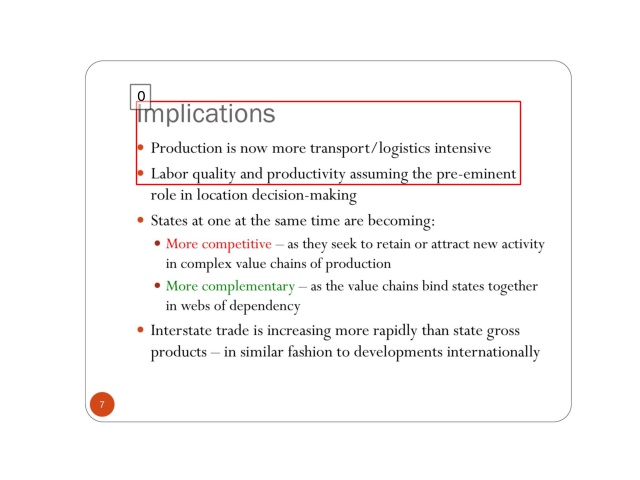 0
Implications
• Production is now more transport/logistics intensive
• Labor quality and productivity assuming the pre-eminent
role in location decision-making
• States at one at the same time are becoming:
• More competitive – as they seek to retain or attract new activity
in complex value chains of production
• More complementary – as the value chains bind states together
in webs of dependency
• Interstate trade is increasing more rapidly than state gross
products – in similar fashion to developments internationally
7